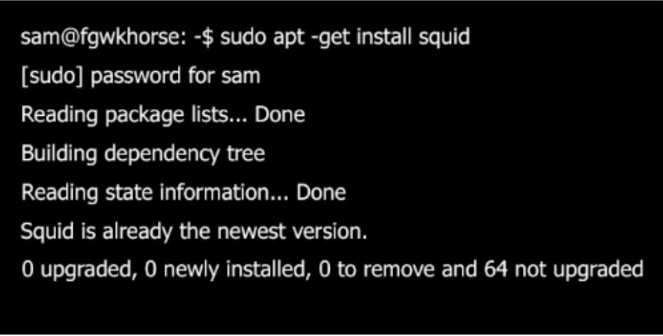 sam@fgwkhorse: -$ sudo apt -get install squid
[sudo] password for sam
Reading package lists... Done
Building dependency tree
Reading state information... Done
Squid is already the newest version.
0 upgraded, 0 newly installed, 0 to remove and 64 not upgraded